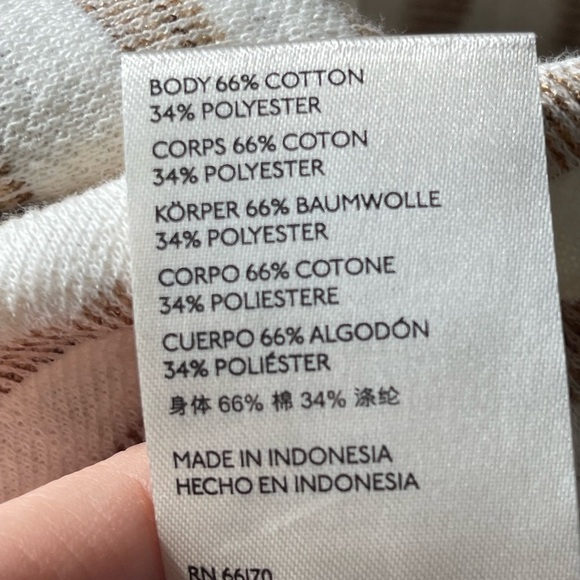 BODY 66% COTTON
34% POLYESTER
CORPS 66% COTON
34% POLYESTER
KÖRPER 66% BAUMWOLLE
34% POLYESTER
CORPO 66% COTONE
34% POLIESTERE
CUERPO 66% ALGODÓN
34% POLIÉSTER
身体 66% 棉 34% 涤纶
MADE IN INDONESIA
HECHO EN INDONESIA
RN 66170